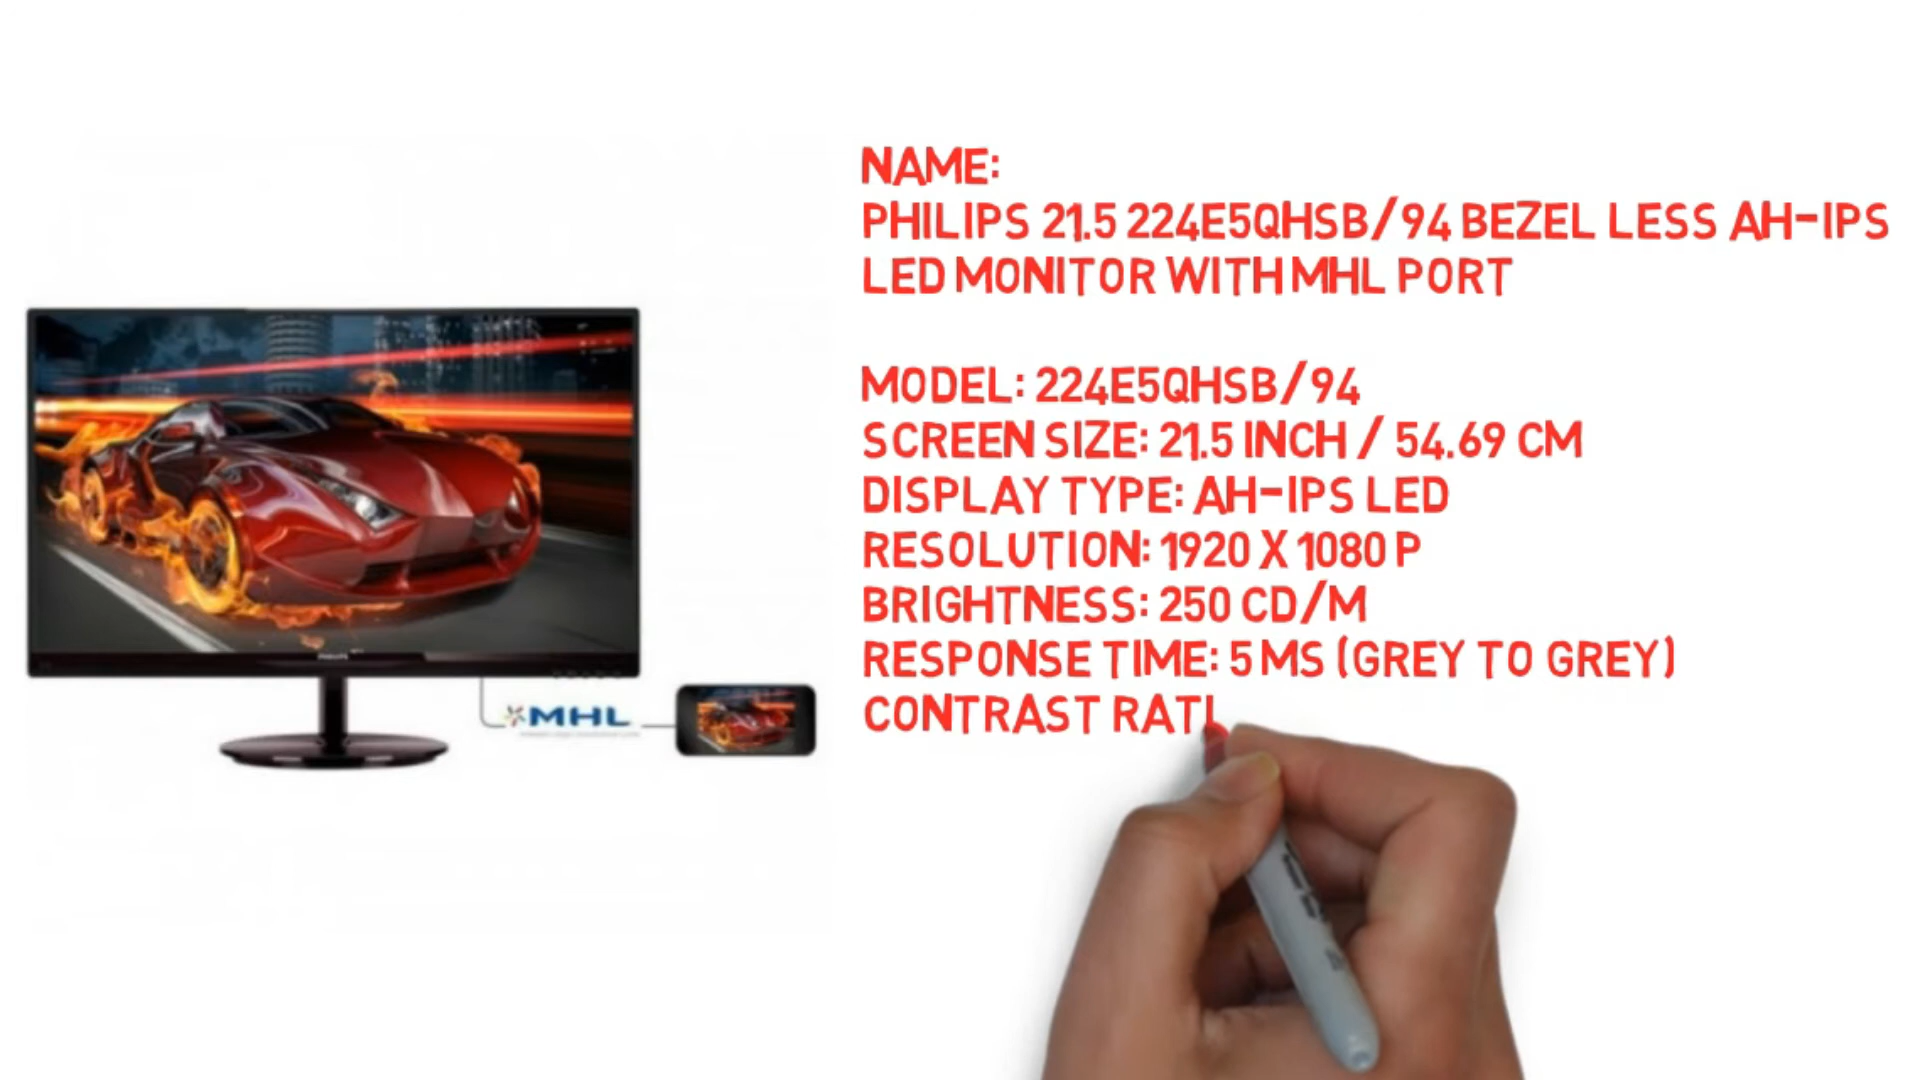 NAME:
PHILIPS 21.5 224E5QHSB/94 BEZEL LESS AH-IPS
LED MONITOR WITH MHL PORT
MODEL: 224E5QHSB/94
SCREEN SIZE: 21.5 INCH / 54.69 CM
DISPLAY TYPE: AH-IPS LED
RESOLUTION: 1920 X 1080 P
BRIGHTNESS: 250 CD/M
RESPONSE TIME: 5 MS (GREY TO GREY)
CONTRAST RATI
MHL